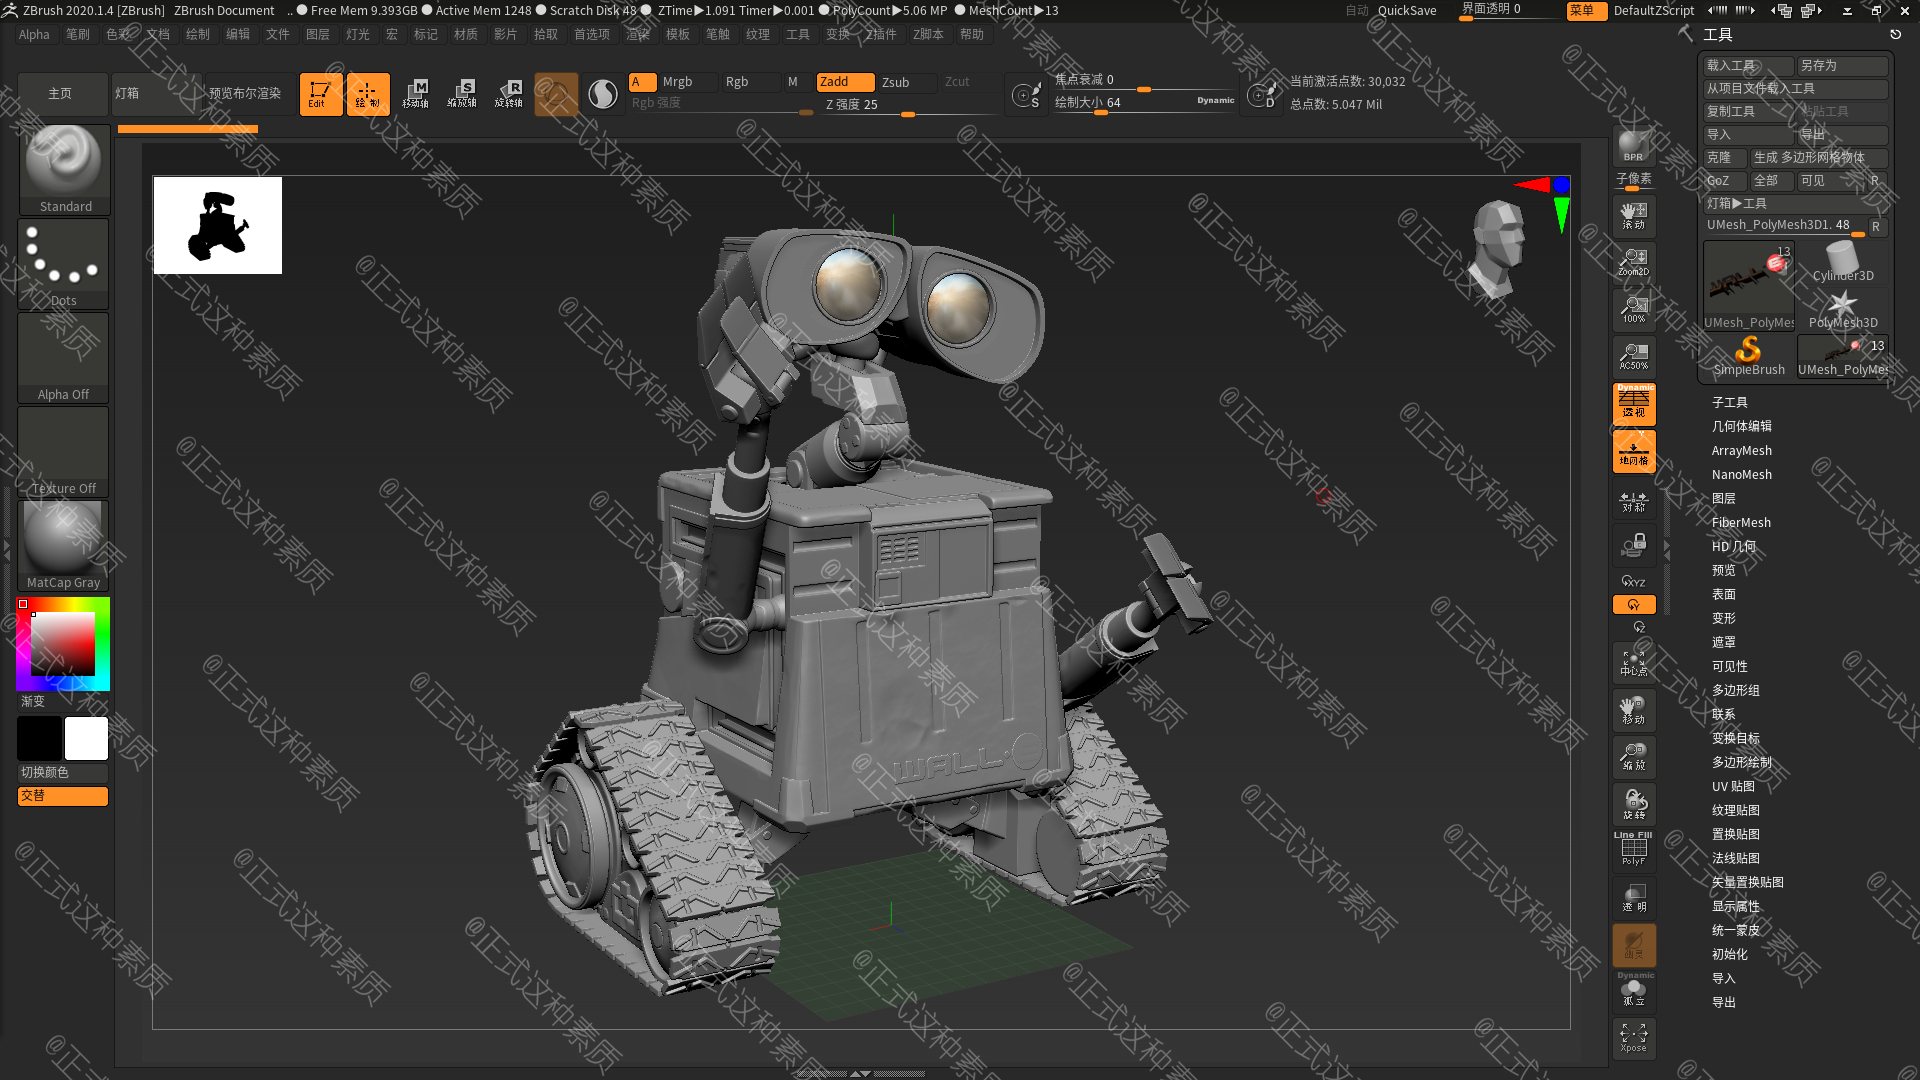 ZBrush 2020.1.4 [ZBrush] ZBrush Document .. Free Mem 9.393GB Active Mem 1248 Scratch Disk 48 ZTime▶1.091 Timer▶0.001 PolyCount▶5.06 MP MeshCount▶13 自动 QuickSave 界面透明 0 菜单 DefaultZScript
Alpha 笔刷 色彩 文档 绘制 编辑 文件 图层 灯光 宏 标记 材质 影片 拾取 首选项 渲染 模板 笔触 纹理 工具 变换 Z插件 Z脚本 帮助
主页 灯箱 预览布尔渲染 Edit 绘制 移动轴 缩放轴 旋转轴
M S R
A Mrgb Rgb M Zadd Zsub Zcut
Rgb 强度 Z 强度 25
焦点衰减 0
绘制大小 64 Dynamic
S D
当前激活点数: 30,032
总点数: 5.047 Mil
Standard
Dots
Alpha Off
Texture Off
MatCap Gray
渐变
切换颜色
交替
WALL·E
BPR
子像素
滚动
Zoom2D
100%
AC50%
Dynamic
透视
地网格
对称
XYZ
Y
Z
中心点
移动
缩放
旋转
Line Fill
PolyF
透明
Dynamic
孤立
Xpose
工具
载入工具 另存为
从项目文件载入工具
复制工具 粘贴工具
导入 导出
克隆 生成 多边形网格物体
GoZ 全部 可见 R
灯箱▶工具
UMesh_PolyMesh3D1. 48 R
13
UMesh_PolyMes Cylinder3D
PolyMesh3D
SimpleBrush
13
UMesh_PolyMes
子工具
几何体编辑
ArrayMesh
NanoMesh
图层
FiberMesh
HD 几何
预览
表面
变形
遮罩
可见性
多边形组
联系
变换目标
多边形绘制
UV 贴图
纹理贴图
置换贴图
法线贴图
矢量置换贴图
显示属性
统一蒙皮
初始化
导入
导出
@正式这种素质